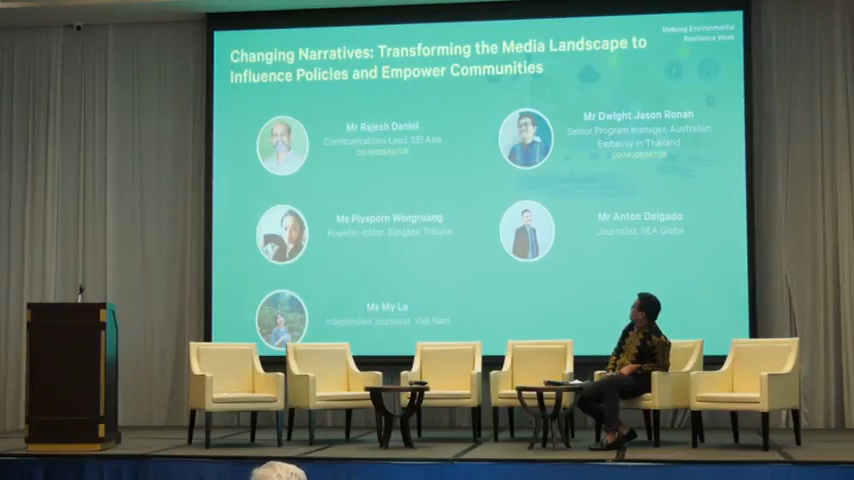 Mekong Environmental
Resilience Week
Changing Narratives: Transforming the Media Landscape to
Influence Policies and Empower Communities
Mr Rajesh Daniel
Communications Lead, SEI Asia
CO-MODERATOR
Mr Dwight Jason Ronan
Senior Program manager, Australian
Embassy in Thailand
CO-MODERATOR
Ms Piyaporn Wongruang
Founder-editor, Bangkok Tribune
Mr Anton Delgado
Journalist, SEA Globe
Ms My Le
Independent journalist, Viet Nam